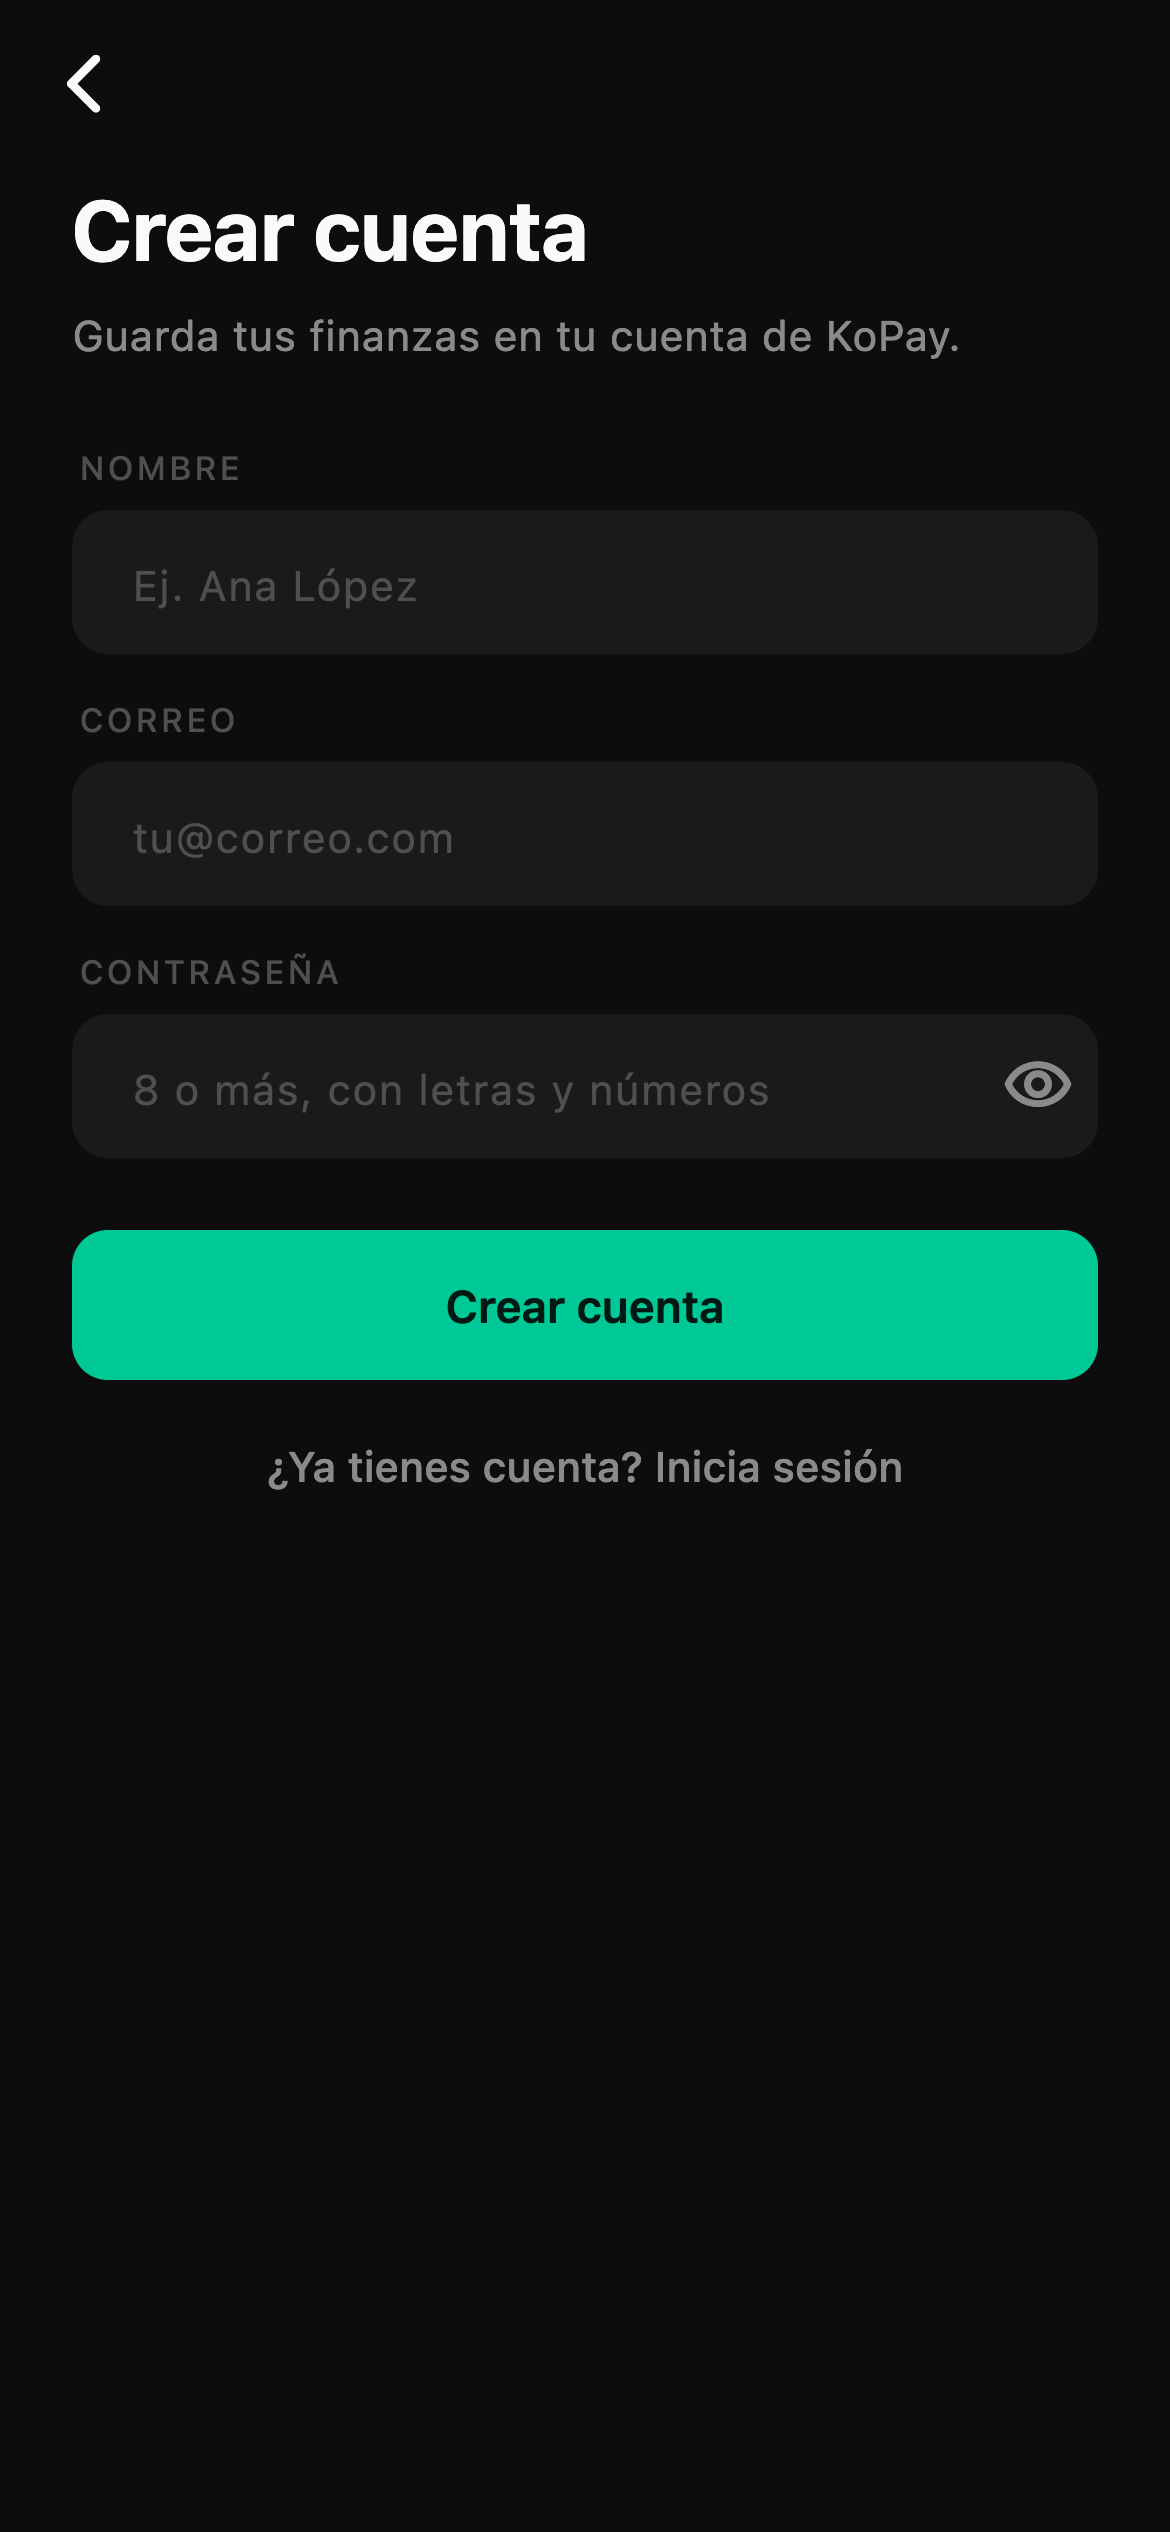 Crear cuenta
Guarda tus finanzas en tu cuenta de KoPay.
NOMBRE
Ej. Ana López
CORREO
tu@correo.com
CONTRASEÑA
8 o más, con letras y números
Crear cuenta
¿Ya tienes cuenta? Inicia sesión